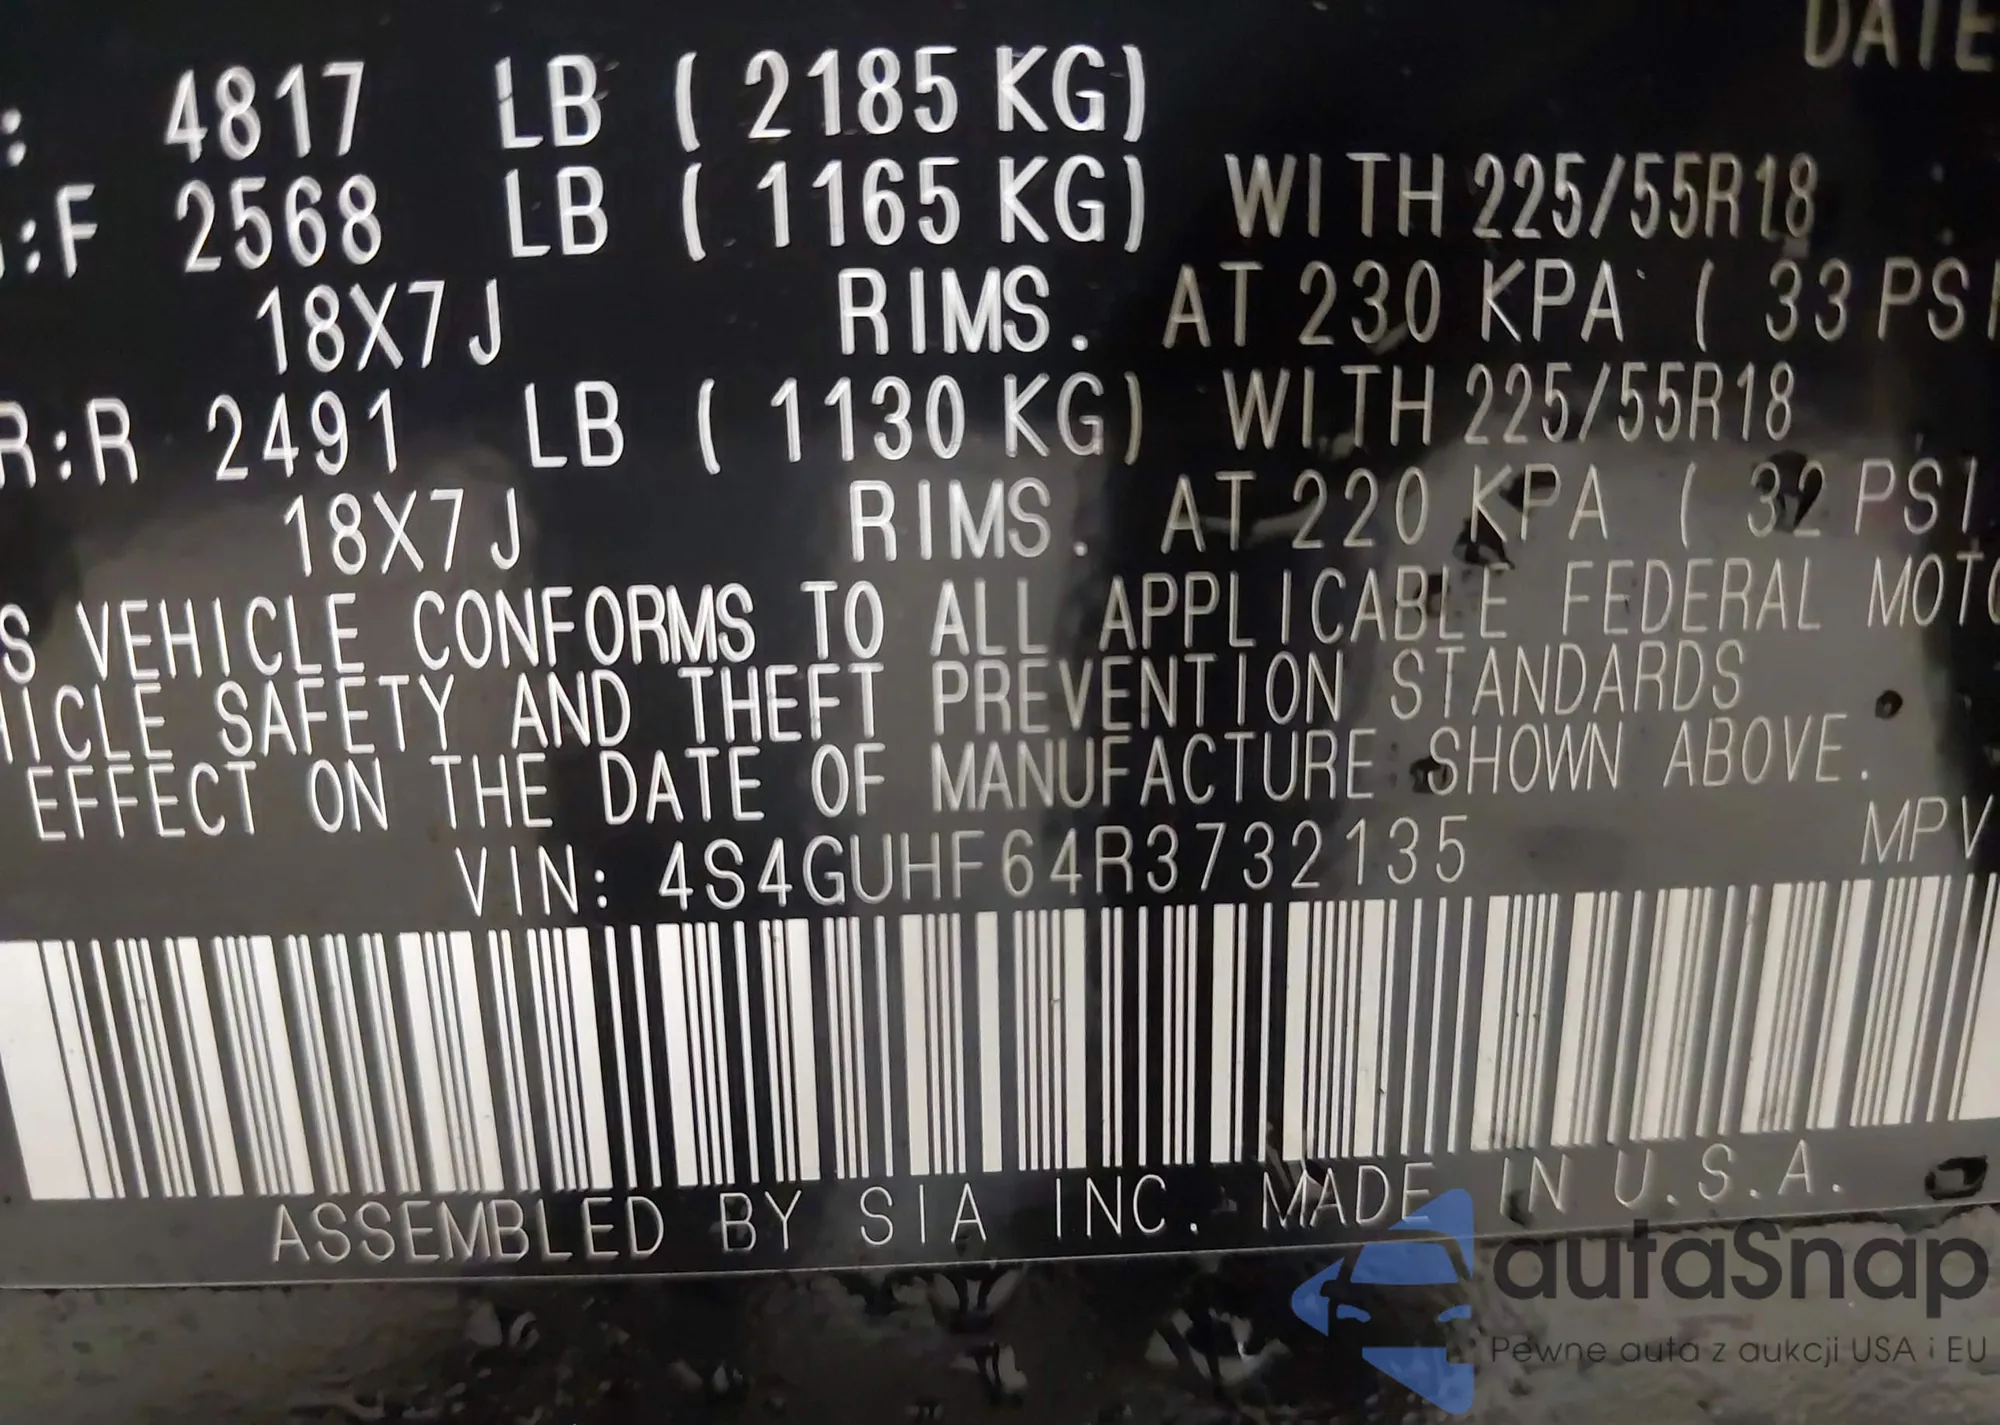 DATE
: 4817 LB ( 2185 KG)
:F 2568 LB ( 1165 KG) WITH 225/55R18
18X7J RIMS. AT 230 KPA ( 33 PSI
R:R 2491 LB ( 1130 KG) WITH 225/55R18
18X7J RIMS. AT 220 KPA ( 32 PSI
S VEHICLE CONFORMS TO ALL APPLICABLE FEDERAL MOTO
ICLE SAFETY AND THEFT PREVENTION STANDARDS
EFFECT ON THE DATE OF MANUFACTURE SHOWN ABOVE.
VIN: 4S4GUHF64R3732135 MPV
ASSEMBLED BY SIA INC. MADE IN U.S.A.
autaSnap
Pewne auta z aukcji USA i EU